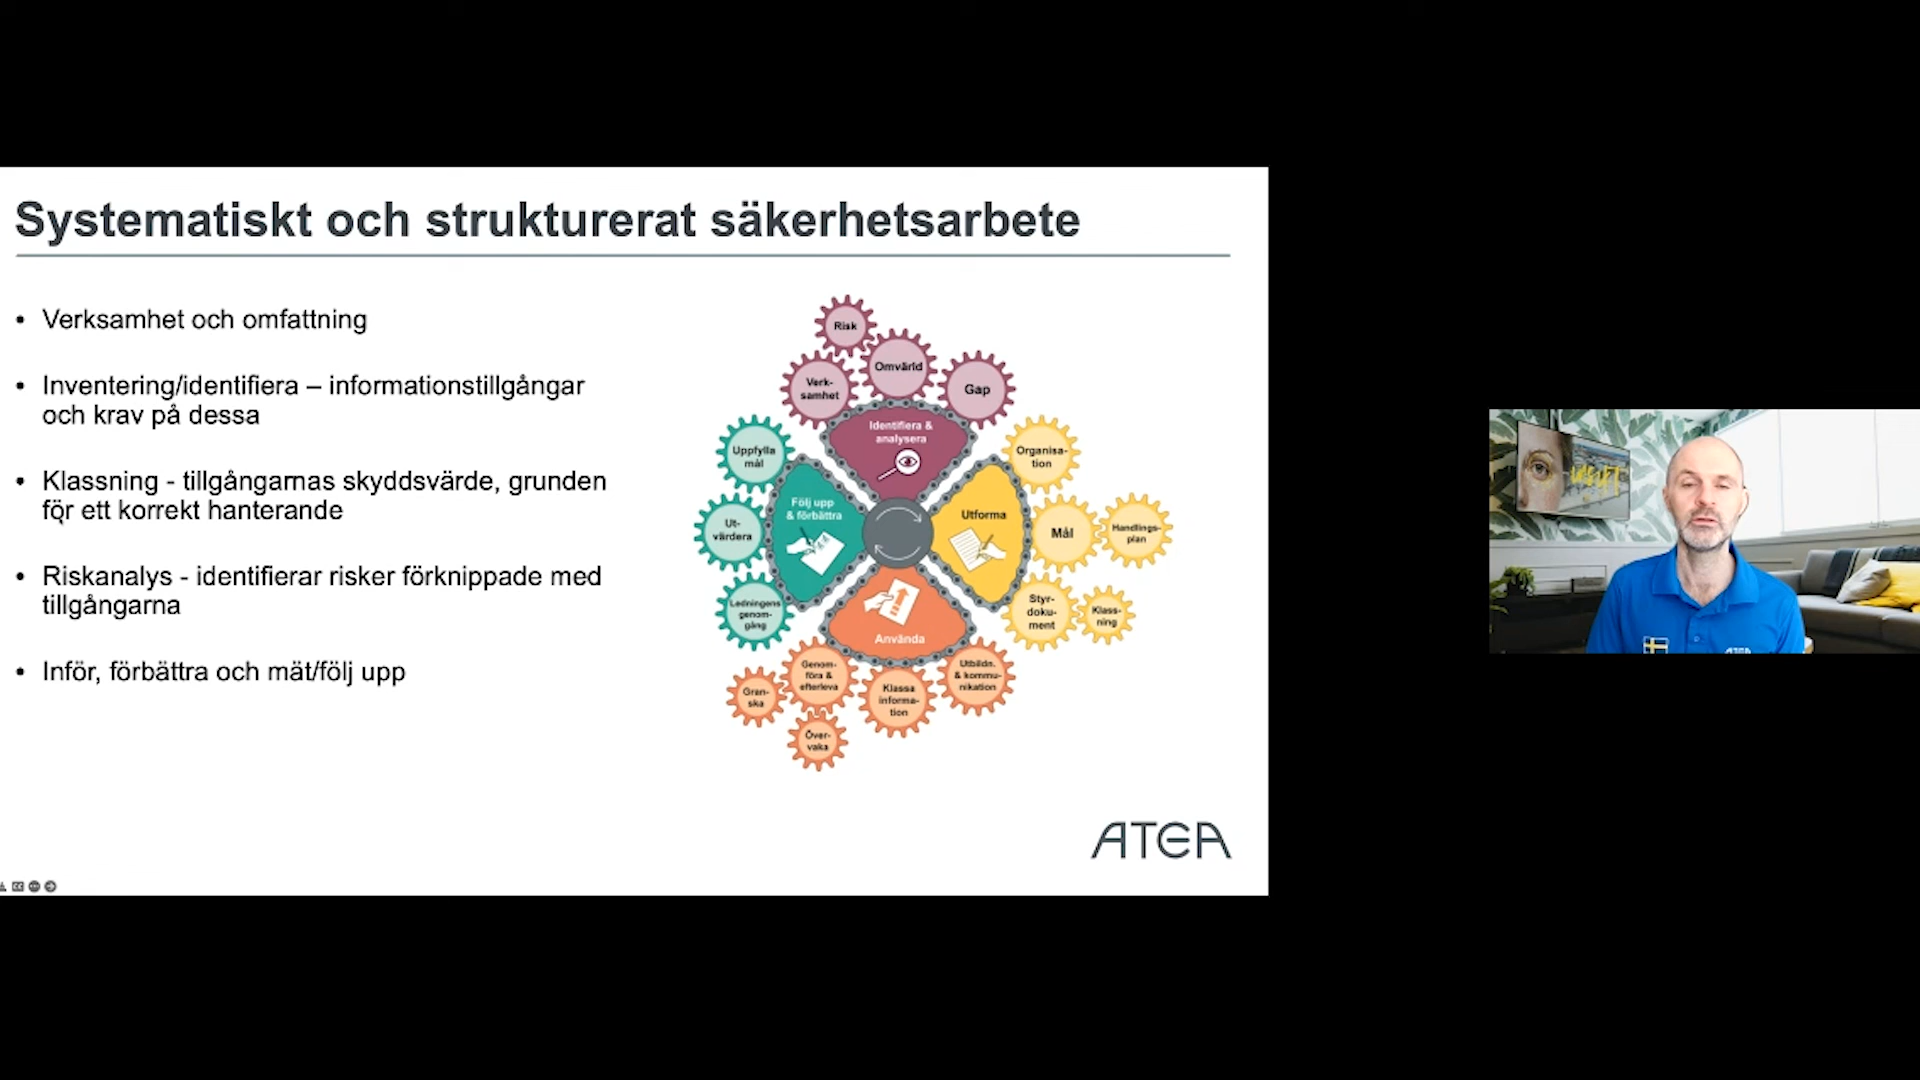 Systematiskt och strukturerat säkerhetsarbete
• Verksamhet och omfattning
• Inventering/identifiera – informationstillgångar
och krav på dessa
• Klassning - tillgångarnas skyddsvärde, grunden
för ett korrekt hanterande
• Riskanalys - identifierar risker förknippade med
tillgångarna
• Inför, förbättra och mät/följ upp
Risk
Omvärld
Verk-
samhet
Gap
Identifiera &
analysera
Uppfylla
mål
Organisa-
tion
Följ upp
& förbättra
Utforma
Ut-
värdera
Mål
Handlings-
plan
Ledningens
genom-
gång
Styr-
doku-
ment
Klass-
ning
Använda
Genom-
föra &
efterleva
Utbildn.
& kommu-
nikation
Gran-
ska
Klassa
informa-
tion
Över-
vaka
ATEA
insikt
ATEA